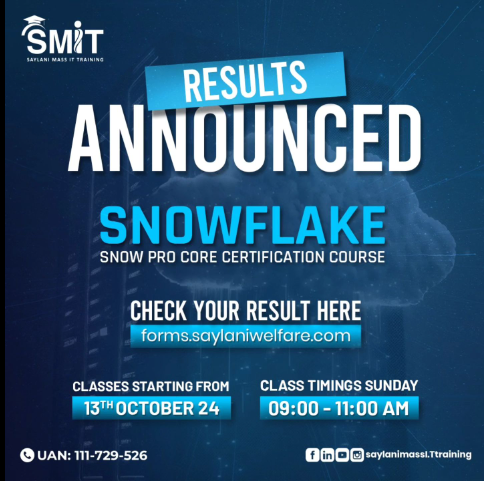 SMIT
SAYLANI MASS IT TRAINING
RESULTS
ANNOUNCED
SNOWFLAKE
SNOW PRO CORE CERTIFICATION COURSE
CHECK YOUR RESULT HERE
forms.saylaniwelfare.com
CLASSES STARTING FROM
13TH OCTOBER 24
CLASS TIMINGS SUNDAY
09:00 - 11:00 AM
UAN: 111-729-526
saylanimassI.Ttraining